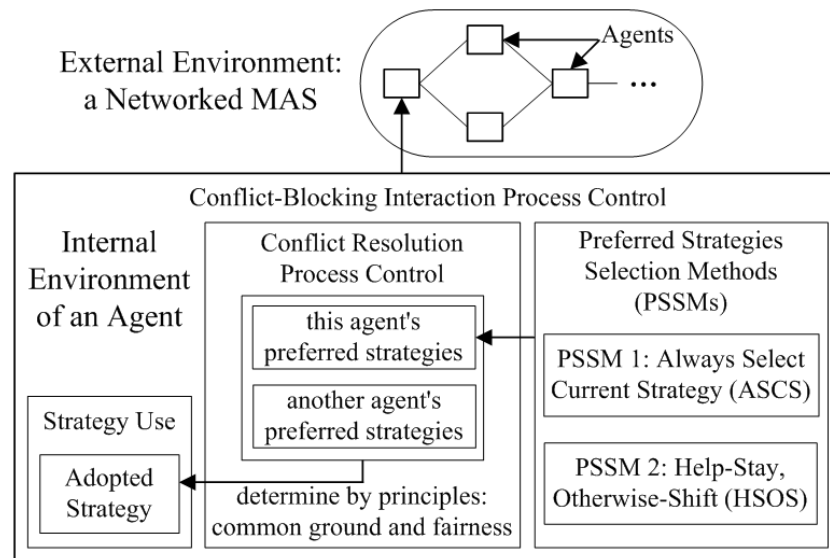 External Environment:
a Networked MAS
Agents
...
Conflict-Blocking Interaction Process Control
Internal
Environment
of an Agent
Strategy Use
Adopted
Strategy
Conflict Resolution
Process Control
this agent's
preferred strategies
another agent's
preferred strategies
determine by principles:
common ground and fairness
Preferred Strategies
Selection Methods
(PSSMs)
PSSM 1: Always Select
Current Strategy (ASCS)
PSSM 2: Help-Stay,
Otherwise-Shift (HSOS)